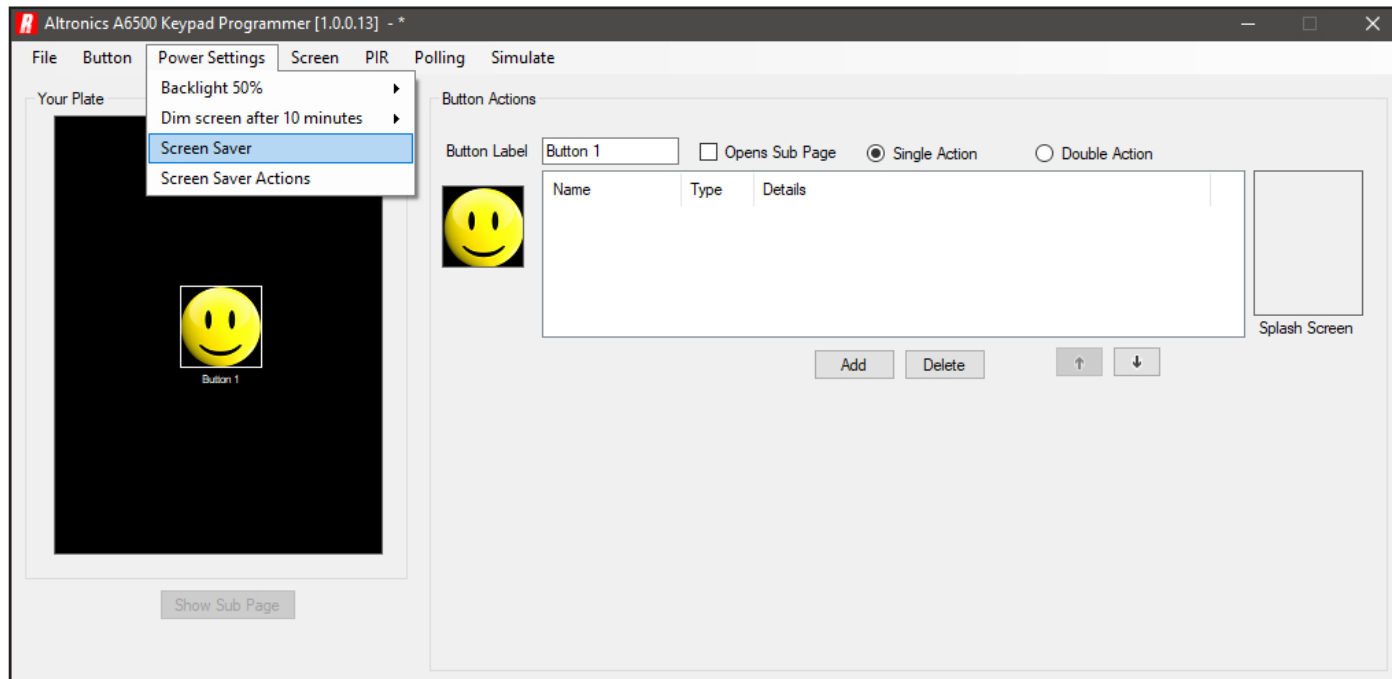 R Altronics A6500 Keypad Programmer [1.0.0.13] - *
File Button Power Settings Screen PIR Polling Simulate
Backlight 50%
Dim screen after 10 minutes
Screen Saver
Screen Saver Actions
Your Plate
Button 1
Show Sub Page
Button Actions
Button Label Button 1 Opens Sub Page Single Action Double Action
Name Type Details
Splash Screen
Add Delete